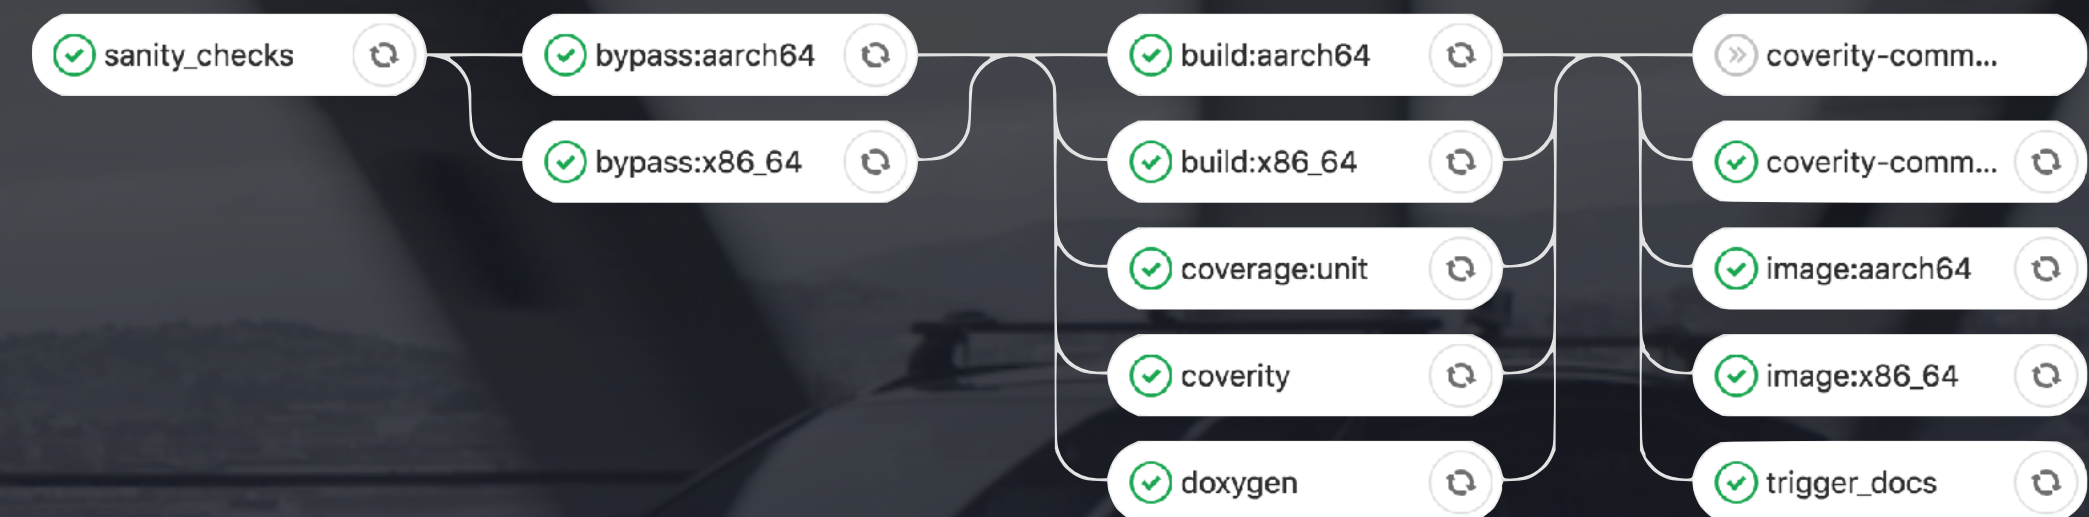 sanity_checks
bypass:aarch64
bypass:x86_64
build:aarch64
build:x86_64
coverage:unit
coverity
doxygen
coverity-comm...
coverity-comm...
image:aarch64
image:x86_64
trigger_docs